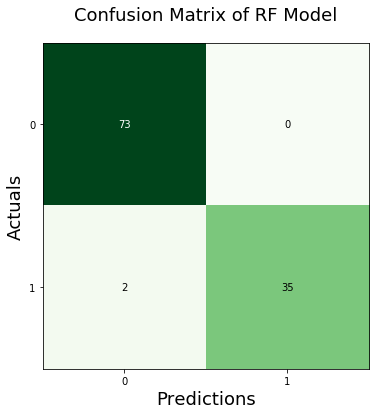 Confusion Matrix of RF Model
0
73
0
Actuals
1
2
35
0
1
Predictions